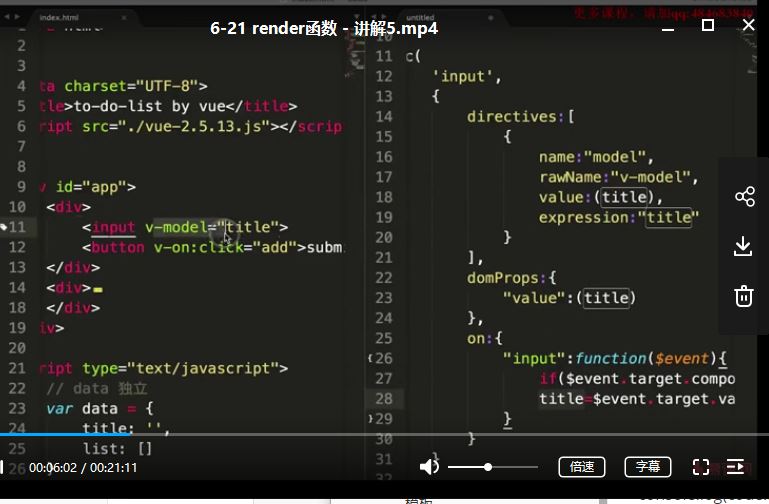 index.html
untitled
更多课程，请加qq:484683840
6-21 render函数 - 讲解5.mp4
2
3
4 ta charset="UTF-8">
5 tle>to-do-list by vue</title>
6 ript src="./vue-2.5.13.js"></scrip
7
8
9 v id="app">
10 <div>
11 <input v-model="title">
12 <button v-on:click="add">subm
13 </div>
14 <div>
18 </div>
19 iv>
20
21 ript type="text/javascript">
22 // data 独立
23 var data = {
24 title: '',
25 list: []
26
10
11 c(
12 'input',
13 {
14 directives:[
15 {
16 name:"model",
17 rawName:"v-model",
18 value:(title),
19 expression:"title"
20 }
21 ],
22 domProps:{
23 "value":(title)
24 },
25 on:{
26 "input":function($event){
27 if($event.target.compo
28 title=$event.target.va
29 }
30 }
31 }
00:06:02 / 00:21:11
倍速
字幕